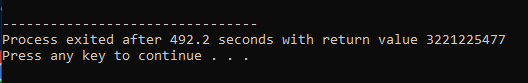 --------------------------------
Process exited after 492.2 seconds with return value 3221225477
Press any key to continue . . .